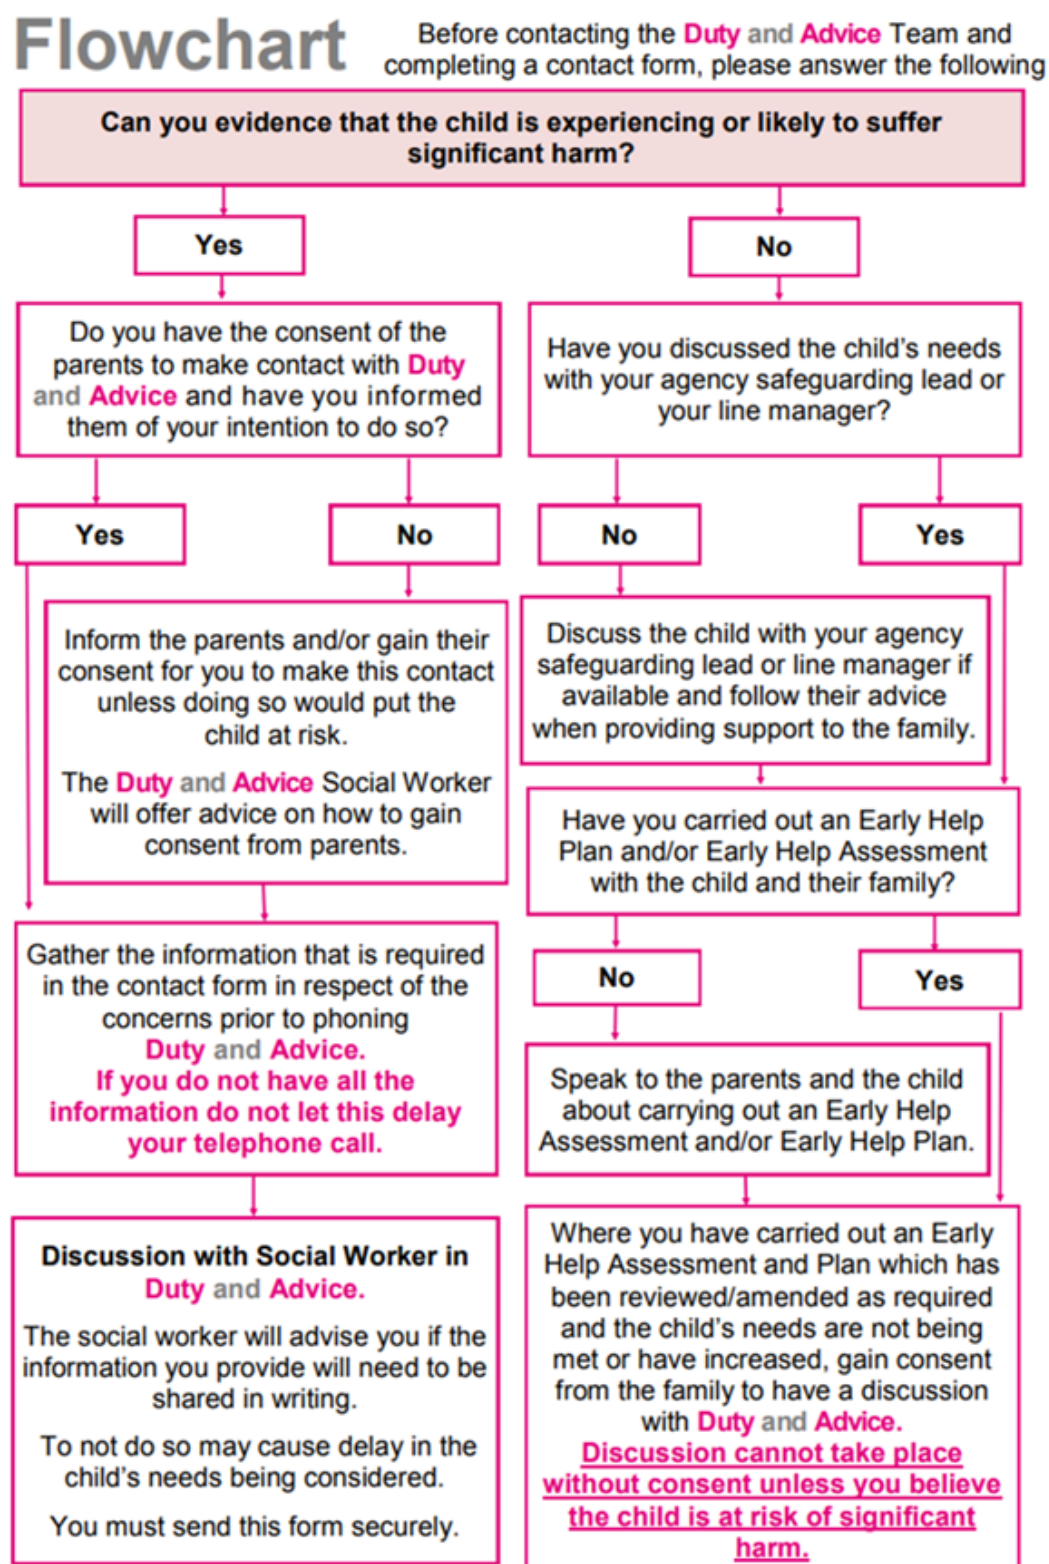 Flowchart
Before contacting the Duty and Advice Team and
completing a contact form, please answer the following
Can you evidence that the child is experiencing or likely to suffer
significant harm?
Yes
No
Do you have the consent of the
parents to make contact with Duty
and Advice and have you informed
them of your intention to do so?
Have you discussed the child's needs
with your agency safeguarding lead or
your line manager?
Yes
No
No
Yes
Inform the parents and/or gain their
consent for you to make this contact
unless doing so would put the
child at risk.
The Duty and Advice Social Worker
will offer advice on how to gain
consent from parents.
Discuss the child with your agency
safeguarding lead or line manager if
available and follow their advice
when providing support to the family.
Have you carried out an Early Help
Plan and/or Early Help Assessment
with the child and their family?
Gather the information that is required
in the contact form in respect of the
concerns prior to phoning
Duty and Advice.
If you do not have all the
information do not let this delay
your telephone call.
No
Yes
Speak to the parents and the child
about carrying out an Early Help
Assessment and/or Early Help Plan.
Discussion with Social Worker in
Duty and Advice.
The social worker will advise you if the
information you provide will need to be
shared in writing.
To not do so may cause delay in the
child's needs being considered.
You must send this form securely.
Where you have carried out an Early
Help Assessment and Plan which has
been reviewed/amended as required
and the child's needs are not being
met or have increased, gain consent
from the family to have a discussion
with Duty and Advice.
Discussion cannot take place
without consent unless you believe
the child is at risk of significant
harm.